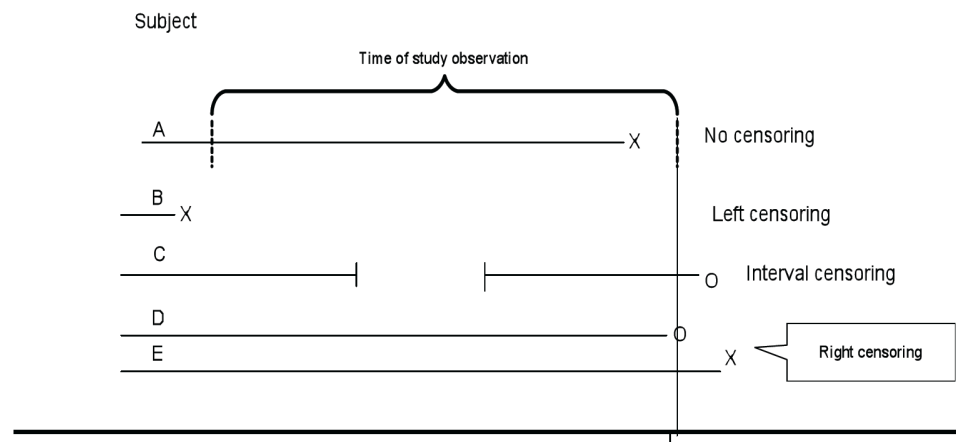 Subject
Time of study observation
A
X
No censoring
B
X
Left censoring
C
O
Interval censoring
D
O
E
X
Right censoring